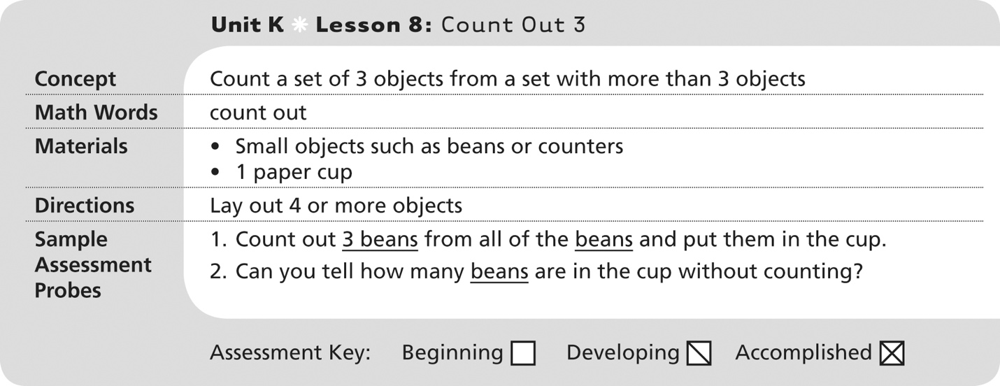 Unit K Lesson 8: Count Out 3
Concept Count a set of 3 objects from a set with more than 3 objects
Math Words count out
Materials • Small objects such as beans or counters
• 1 paper cup
Directions Lay out 4 or more objects
Sample 1. Count out 3 beans from all of the beans and put them in the cup.
Assessment 2. Can you tell how many beans are in the cup without counting?
Probes
Assessment Key: Beginning Developing Accomplished